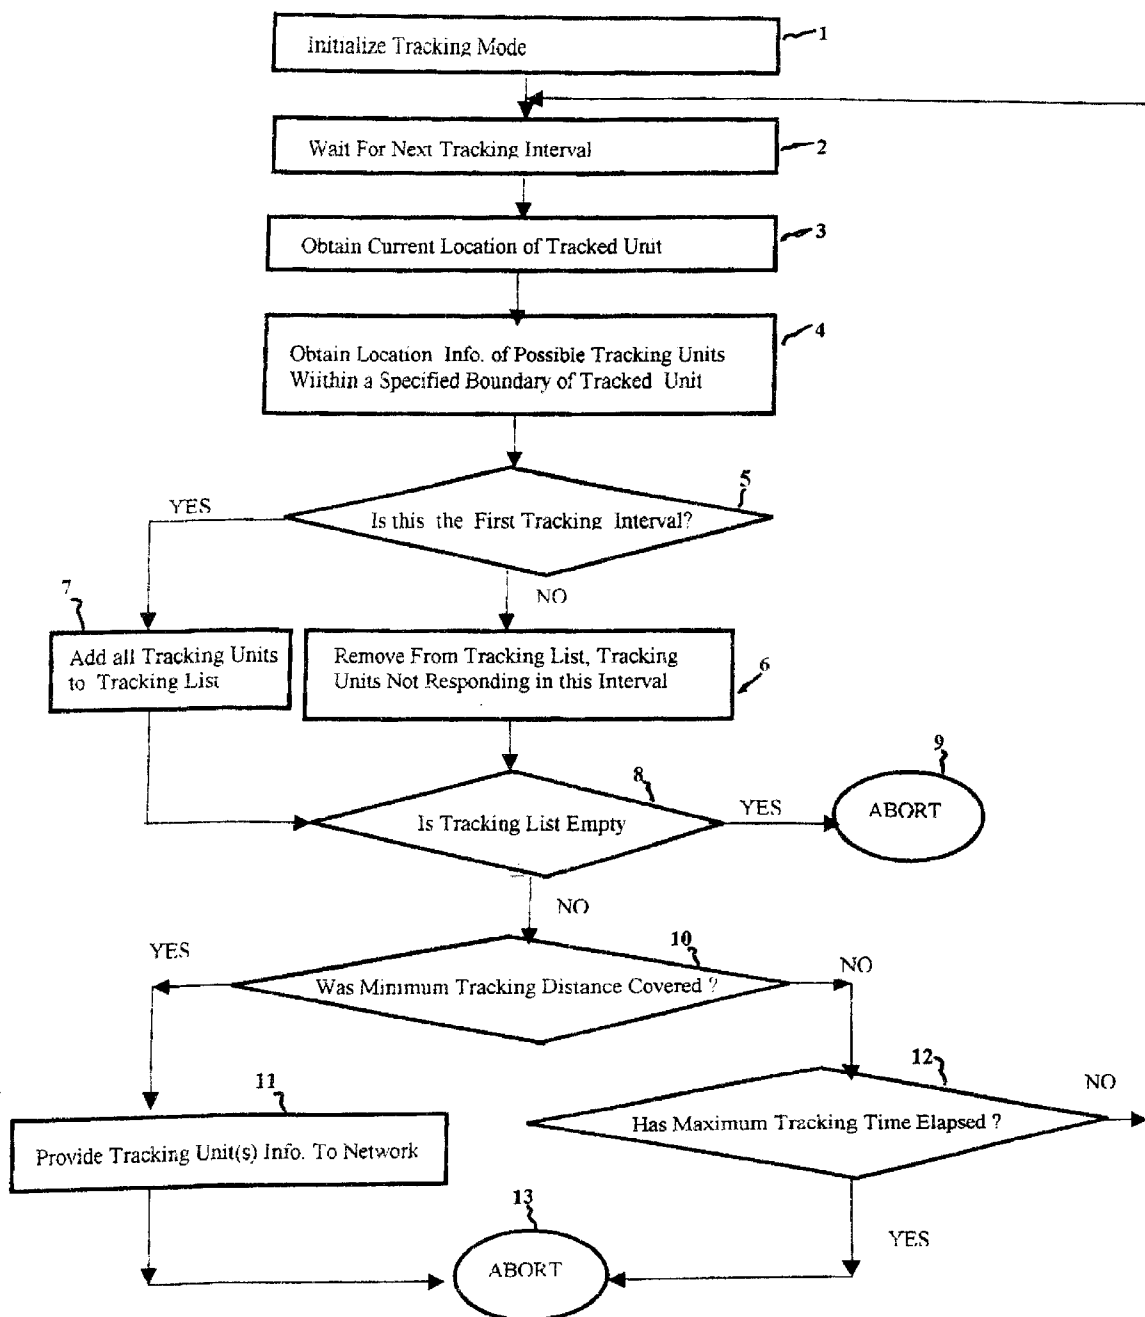 Initialize Tracking Mode
1
Wait For Next Tracking Interval
2
Obtain Current Location of Tracked Unit
3
Obtain Location Info. of Possible Tracking Units
Wiithin a Specified Boundary of Tracked Unit
4
5
YES
Is this the First Tracking Interval?
NO
7
Add all Tracking Units
to Tracking List
Remove From Tracking List, Tracking
Units Not Responding in this Interval
6
8
9
Is Tracking List Empty
YES
ABORT
NO
10
YES
NO
Was Minimum Tracking Distance Covered ?
12
NO
11
Has Maximum Tracking Time Elapsed ?
Provide Tracking Unit(s) Info. To Network
13
YES
ABORT